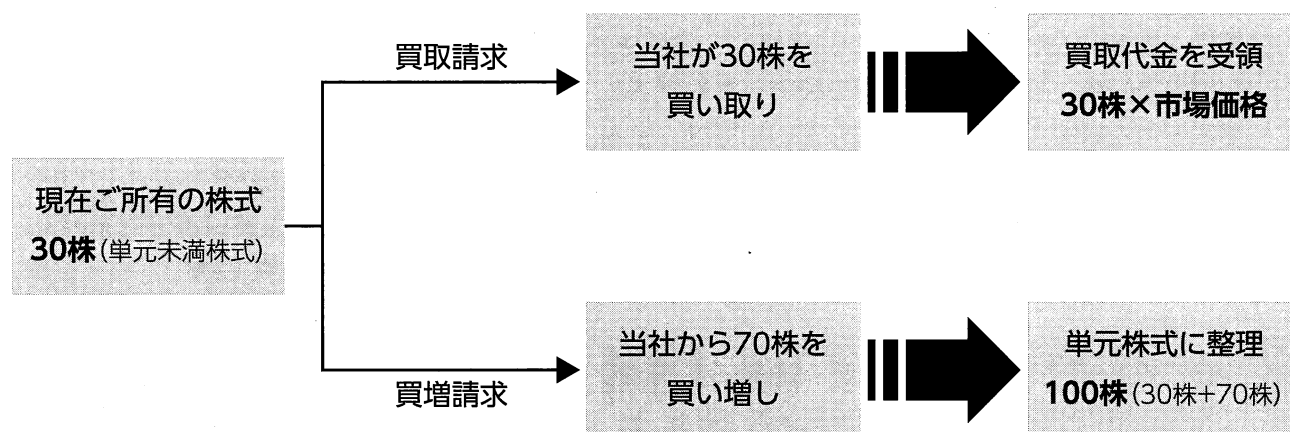 現在ご所有の株式
30株(単元未満株式)
買取請求
当社が30株を
買い取り
買取代金を受領
30株×市場価格
買増請求
当社から70株を
買い増し
単元株式に整理
100株(30株+70株)